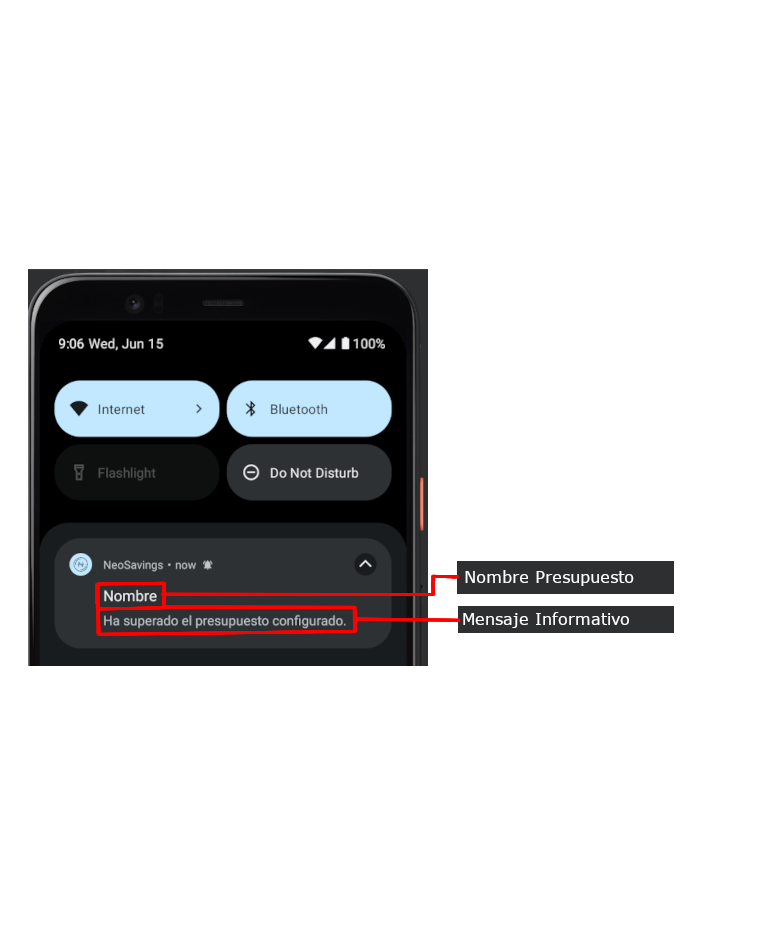 9:06 Wed, Jun 15
100%
Internet
Bluetooth
Flashlight
Do Not Disturb
NeoSavings • now
Nombre
Ha superado el presupuesto configurado.
Nombre Presupuesto
Mensaje Informativo